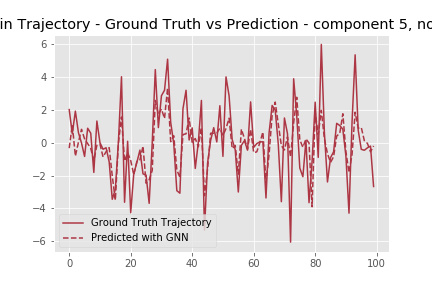 in Trajectory - Ground Truth vs Prediction - component 5, no
6
4
2
0
−2
−4
−6
Ground Truth Trajectory
Predicted with GNN
0 20 40 60 80 100